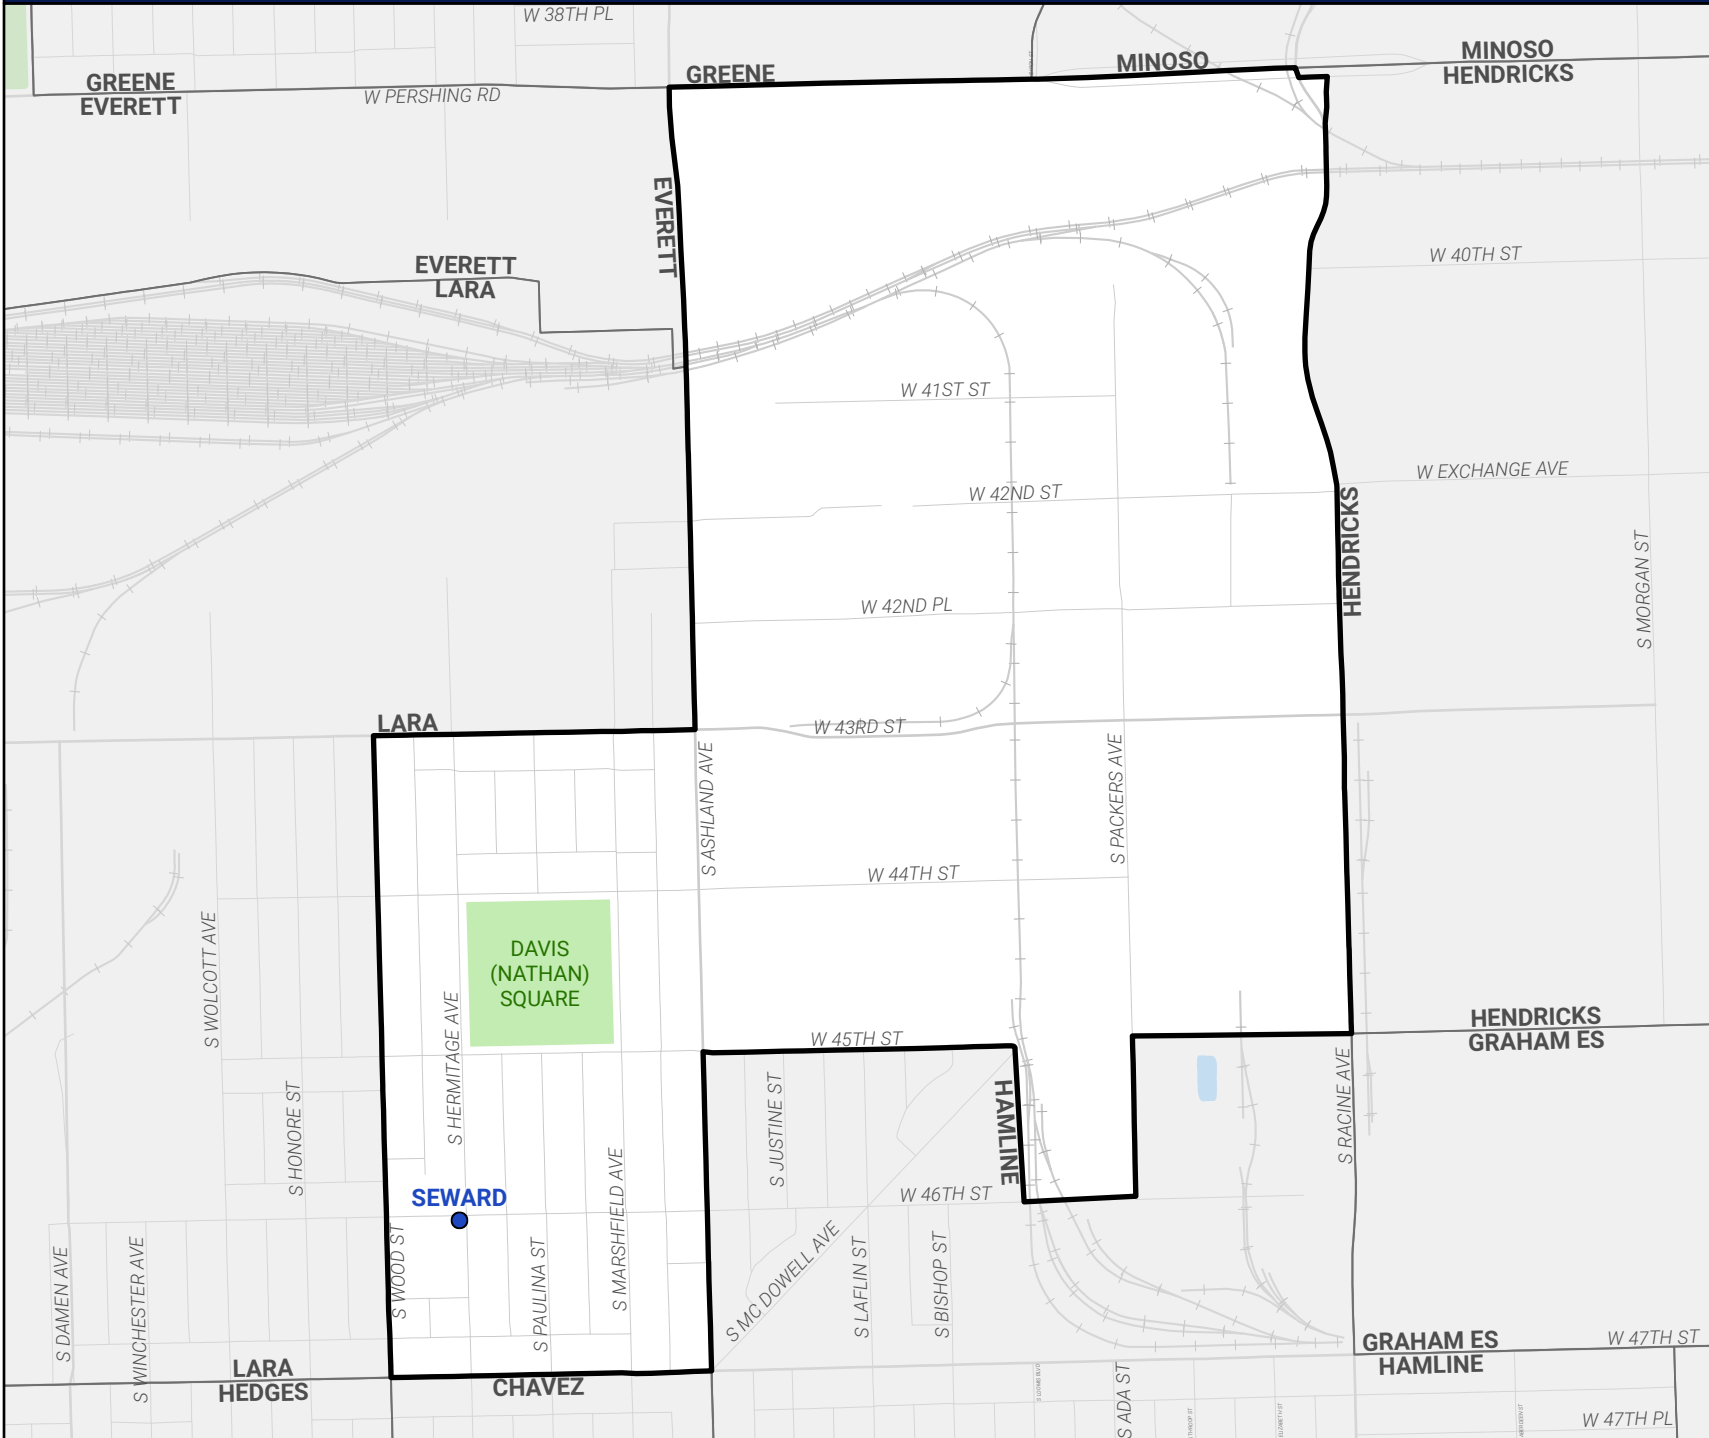 W 38TH PL
GREENE
MINOSO
MINOSO
HENDRICKS
GREENE
EVERETT
W PERSHING RD
EVERETT
EVERETT
LARA
W 40TH ST
W 41ST ST
W 42ND ST
W EXCHANGE AVE
HENDRICKS
S MORGAN ST
W 42ND PL
LARA
W 43RD ST
S ASHLAND AVE
S PACKERS AVE
W 44TH ST
DAVIS
(NATHAN)
SQUARE
S WOLCOTT AVE
S HERMITAGE AVE
W 45TH ST
HENDRICKS
GRAHAM ES
S HONORE ST
S JUSTINE ST
HAMLINE
S RACINE AVE
S MARSHFIELD AVE
SEWARD
W 46TH ST
S DAMEN AVE
S WINCHESTER AVE
S WOOD ST
S PAULINA ST
S MC DOWELL AVE
S LAFLIN ST
S BISHOP ST
GRAHAM ES
HAMLINE
W 47TH ST
LARA
HEDGES
CHAVEZ
S LOOMIS BLVD
S ADA ST
W 47TH PL